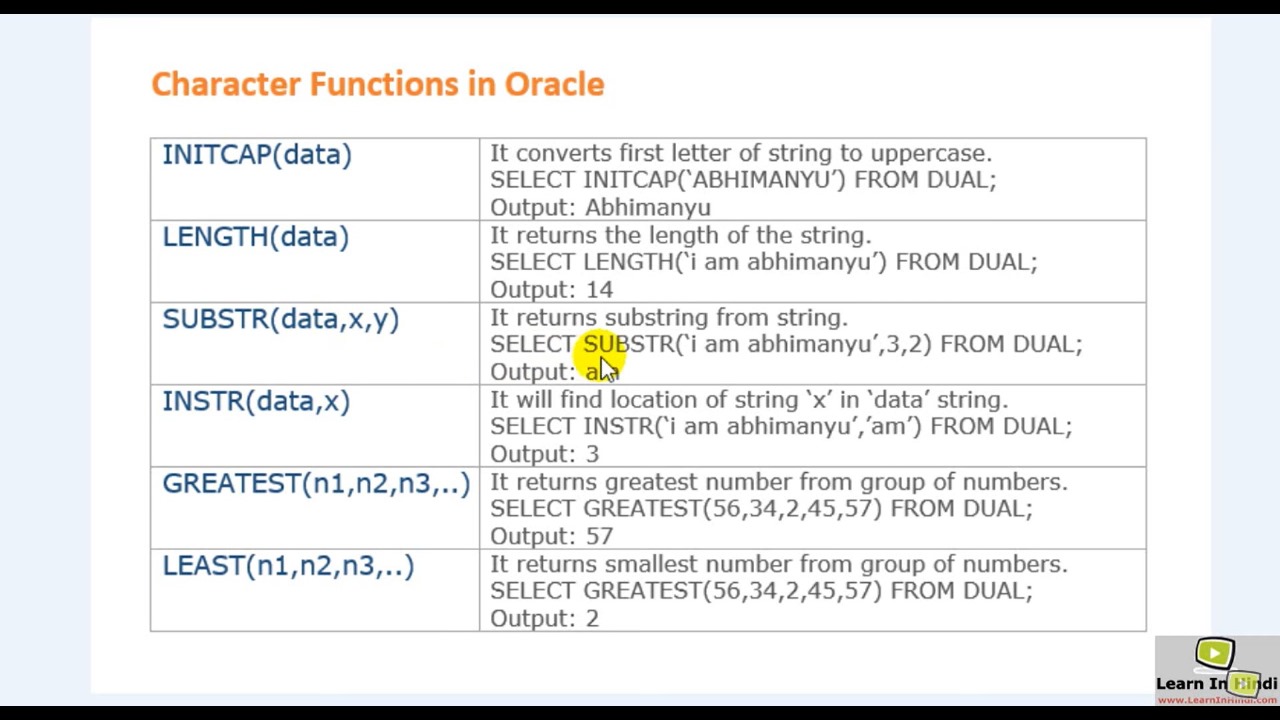 Character Functions in Oracle
INITCAP(data)
It converts first letter of string to uppercase.
SELECT INITCAP(‘ABHIMANYU’) FROM DUAL;
Output: Abhimanyu
LENGTH(data)
It returns the length of the string.
SELECT LENGTH(‘i am abhimanyu’) FROM DUAL;
Output: 14
SUBSTR(data,x,y)
It returns substring from string.
SELECT SUBSTR(‘i am abhimanyu’,3,2) FROM DUAL;
Output: am
INSTR(data,x)
It will find location of string ‘x’ in ‘data’ string.
SELECT INSTR(‘i am abhimanyu’,’am’) FROM DUAL;
Output: 3
GREATEST(n1,n2,n3,..)
It returns greatest number from group of numbers.
SELECT GREATEST(56,34,2,45,57) FROM DUAL;
Output: 57
LEAST(n1,n2,n3,..)
It returns smallest number from group of numbers.
SELECT GREATEST(56,34,2,45,57) FROM DUAL;
Output: 2
Learn In Hindi
www.LearnInHindi.com